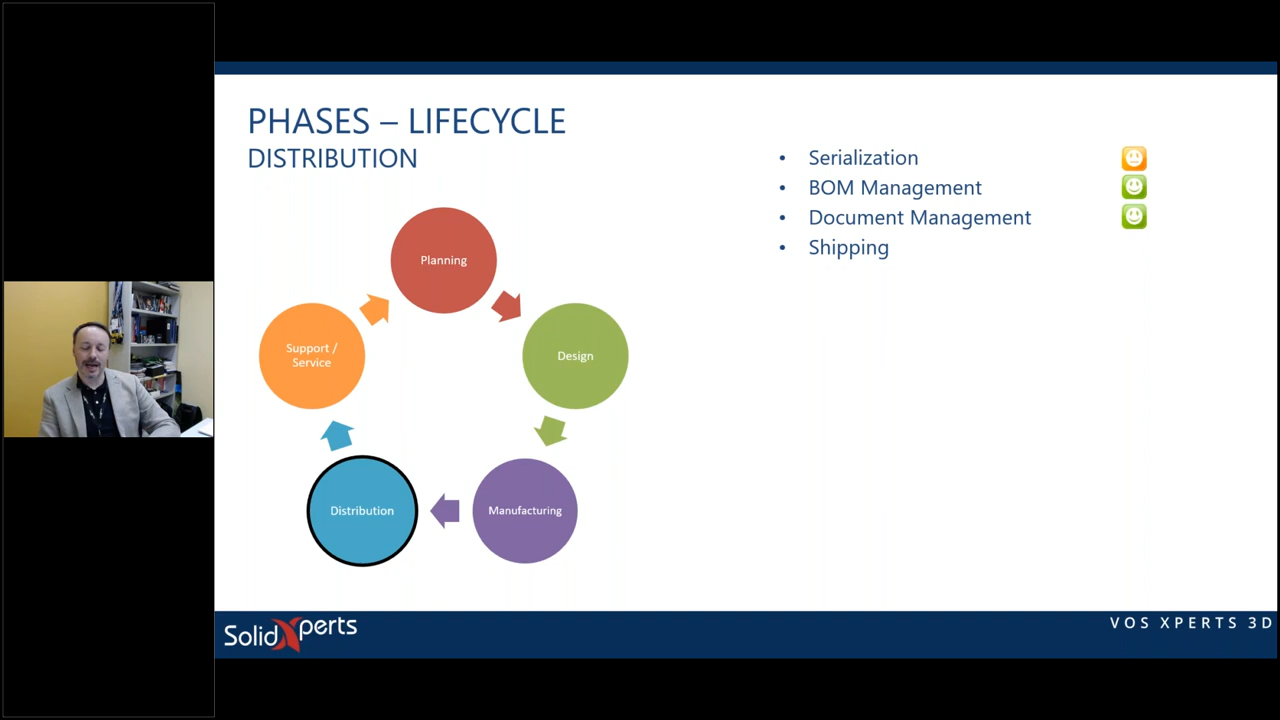 PHASES – LIFECYCLE
DISTRIBUTION
• Serialization
• BOM Management
• Document Management
• Shipping
Planning
Support /
Service
Design
Distribution
Manufacturing
SolidXperts
VOS XPERTS 3D